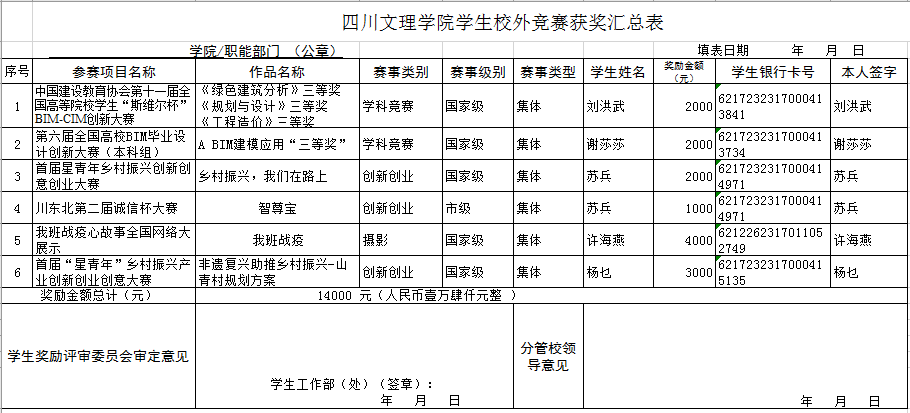 四川文理学院学生校外竞赛获奖汇总表
学院/职能部门 （公章） 填表日期 年 月 日
序号 参赛项目名称 作品名称 赛事类别 赛事级别 赛事类型 学生姓名 奖励金额（元） 学生银行卡号 本人签字
1 中国建设教育协会第十一届全国高等院校学生“斯维尔杯”BIM-CIM创新大赛 《绿色建筑分析》三等奖《规划与设计》三等奖《工程造价》三等奖 学科竞赛 国家级 集体 刘洪武 2000 6217232317000413841 刘洪武
2 第六届全国高校BIM毕业设计创新大赛（本科组） A BIM建模应用“三等奖” 学科竞赛 国家级 集体 谢莎莎 2000 6217232317000413734 谢莎莎
3 首届星青年乡村振兴创新创意创业大赛 乡村振兴，我们在路上 创新创业 国家级 集体 苏兵 2000 6217232317000414971 苏兵
4 川东北第二届诚信杯大赛 智尊宝 创新创业 市级 集体 苏兵 1000 6217232317000414971 苏兵
5 我班战疫心故事全国网络大展示 我班战疫 摄影 国家级 集体 许海燕 4000 6212262317011052749 许海燕
6 首届“星青年”乡村振兴产业创新创业创意大赛 非遗复兴助推乡村振兴-山青村规划方案 创新创业 国家级 集体 杨也 3000 6217232317000415135 杨也
奖励金额总计（元） 14000 元（人民币壹万肆仟元整 ）
学生奖励评审委员会审定意见 学生工作部（处）（签章）： 年 月 日 分管校领导意见 年 月 日